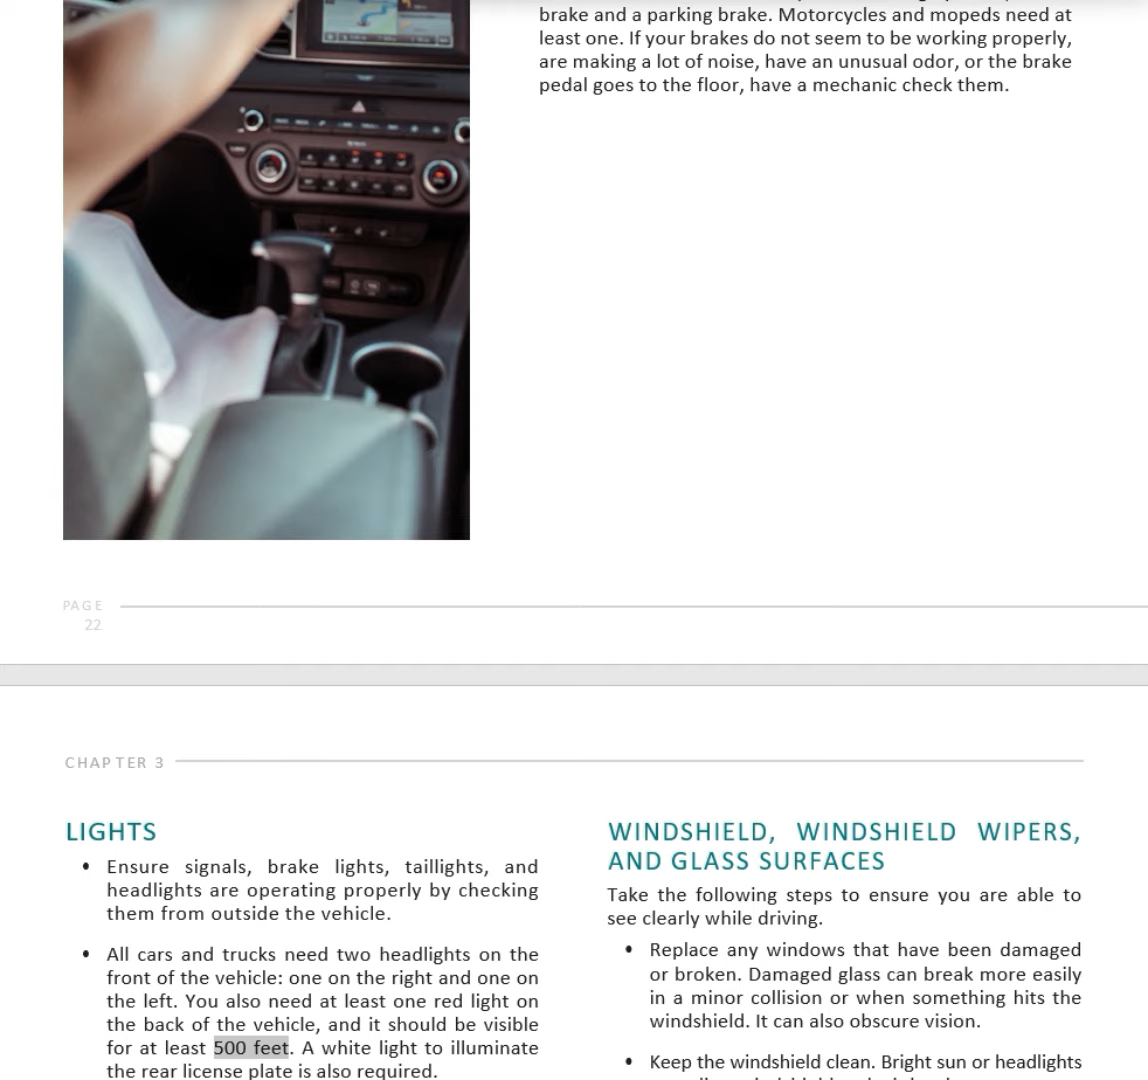 brake and a parking brake. Motorcycles and mopeds need at
least one. If your brakes do not seem to be working properly,
are making a lot of noise, have an unusual odor, or the brake
pedal goes to the floor, have a mechanic check them.
PAGE
22
CHAPTER 3
LIGHTS
• Ensure signals, brake lights, taillights, and
headlights are operating properly by checking
them from outside the vehicle.
• All cars and trucks need two headlights on the
front of the vehicle: one on the right and one on
the left. You also need at least one red light on
the back of the vehicle, and it should be visible
for at least 500 feet. A white light to illuminate
the rear license plate is also required.
WINDSHIELD, WINDSHIELD WIPERS,
AND GLASS SURFACES
Take the following steps to ensure you are able to
see clearly while driving.
• Replace any windows that have been damaged
or broken. Damaged glass can break more easily
in a minor collision or when something hits the
windshield. It can also obscure vision.
• Keep the windshield clean. Bright sun or headlights